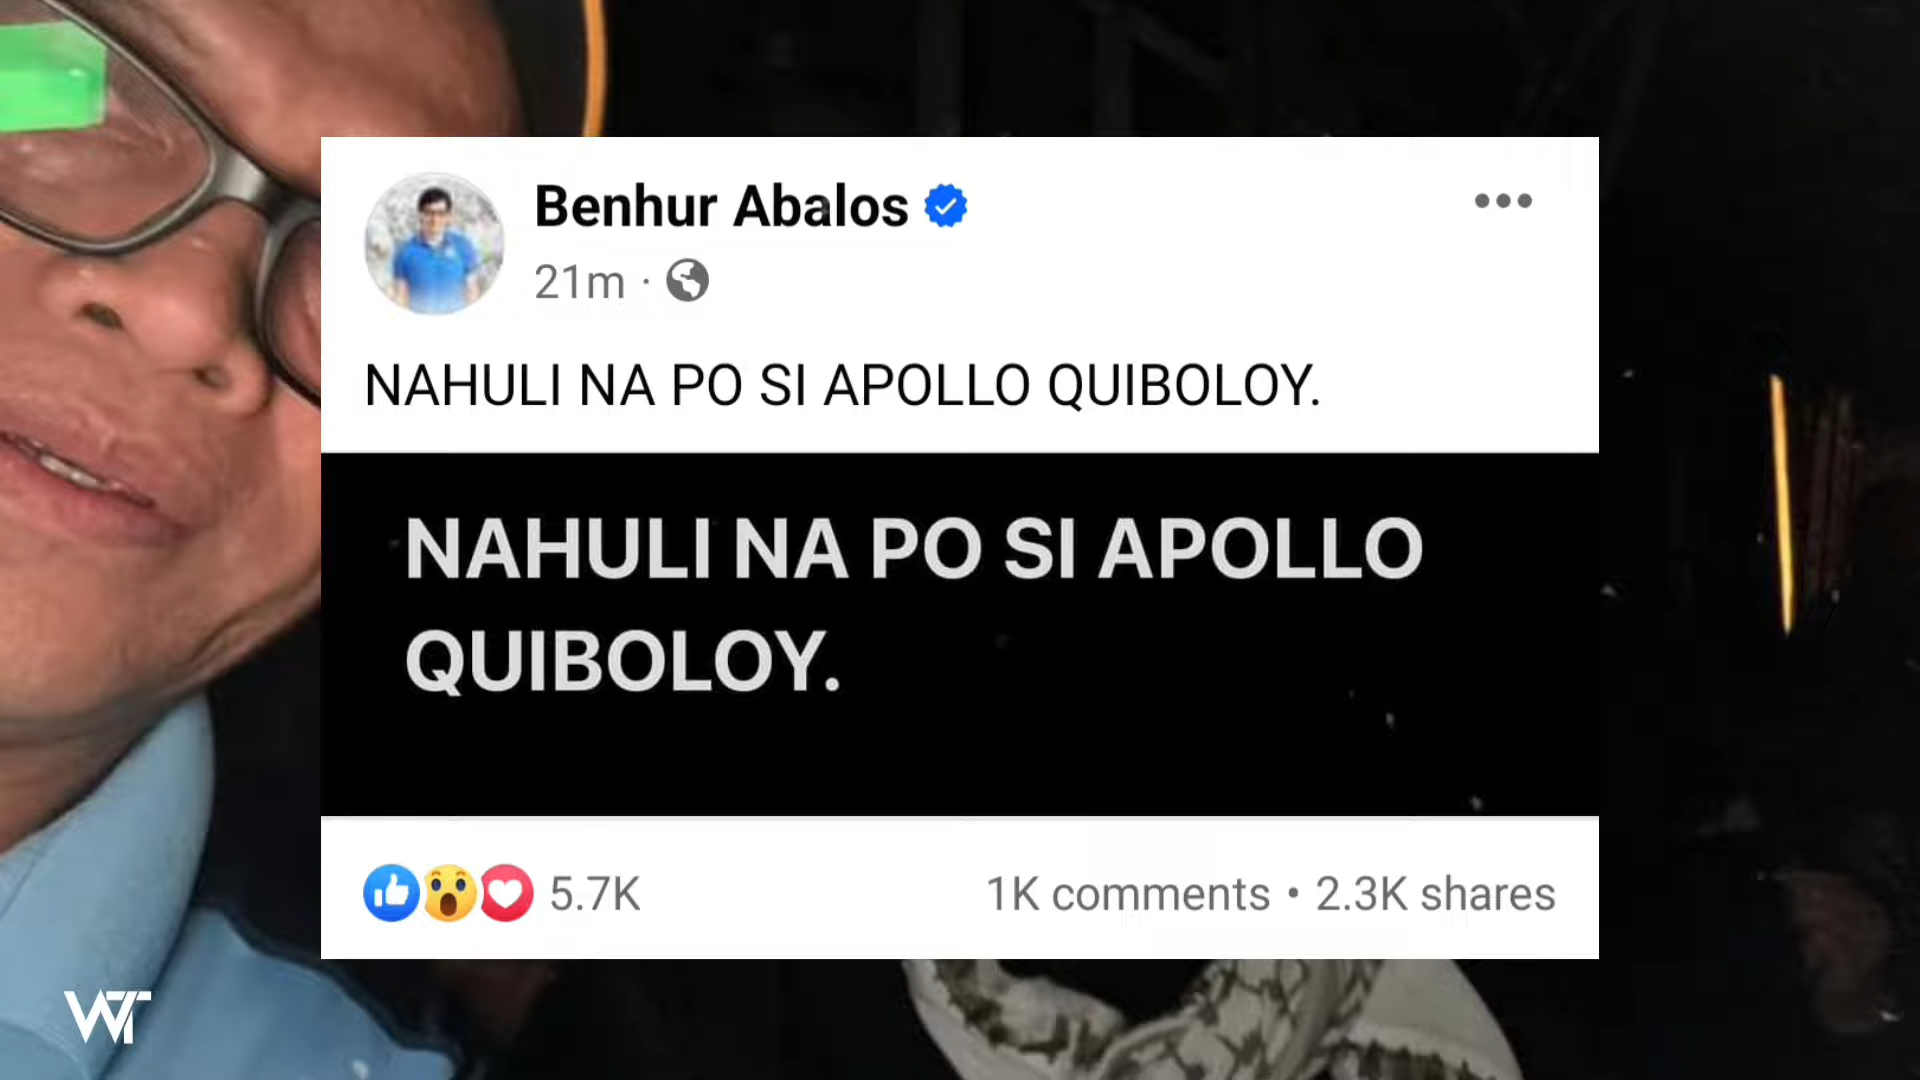 Benhur Abalos
21m ·
NAHULI NA PO SI APOLLO QUIBOLOY.
NAHULI NA PO SI APOLLO
QUIBOLOY.
5.7K
1K comments • 2.3K shares
WT